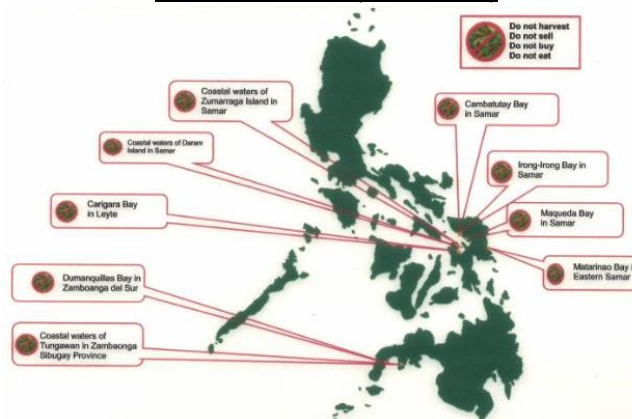 Do not harvest
Do not sell
Do not buy
Do not eat
Coastal waters of
Zumarraga Island in
Samar
Cambatutay Bay
in Samar
Coastal waters of Daram
Island in Samar
Irong-Irong Bay in
Samar
Carigara Bay
in Leyte
Maqueda Bay
in Samar
Dumanquillas Bay in
Zamboanga del Sur
Matarinao Bay i
Eastern Samar
Coastal waters of
Tungawan in Zambaonga
Sibugay Province